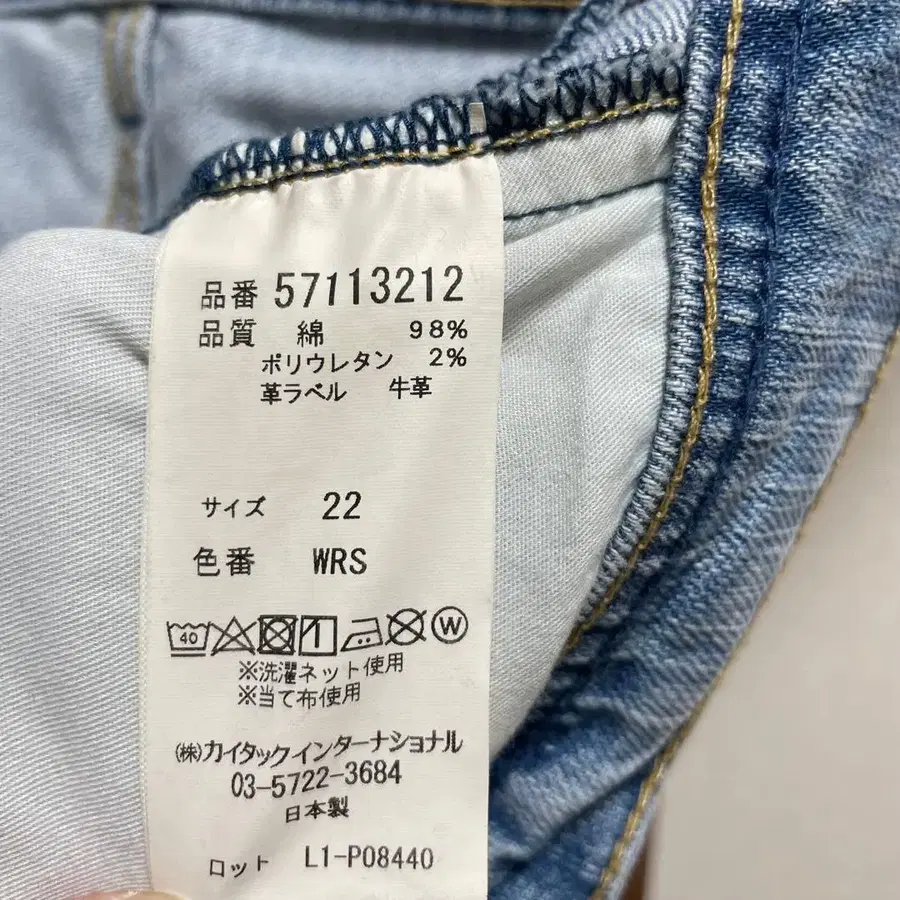 品番 57113212
品質 綿 98%
ポリウレタン 2%
革ラベル 牛革
サイズ 22
色番 WRS
40 W
※洗濯ネット使用
※当て布使用
㈱カイタックインターナショナル
03-5722-3684
日本製
ロット L1-P08440